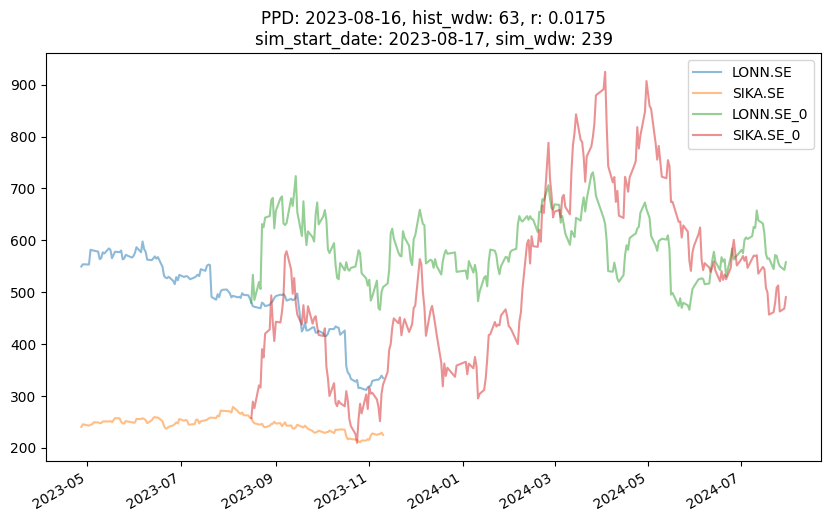 PPD: 2023-08-16, hist_wdw: 63, r: 0.0175
sim_start_date: 2023-08-17, sim_wdw: 239
LONN.SE
SIKA.SE
LONN.SE_0
SIKA.SE_0
900
800
700
600
500
400
300
200
2023-05
2023-07
2023-09
2023-11
2024-01
2024-03
2024-05
2024-07